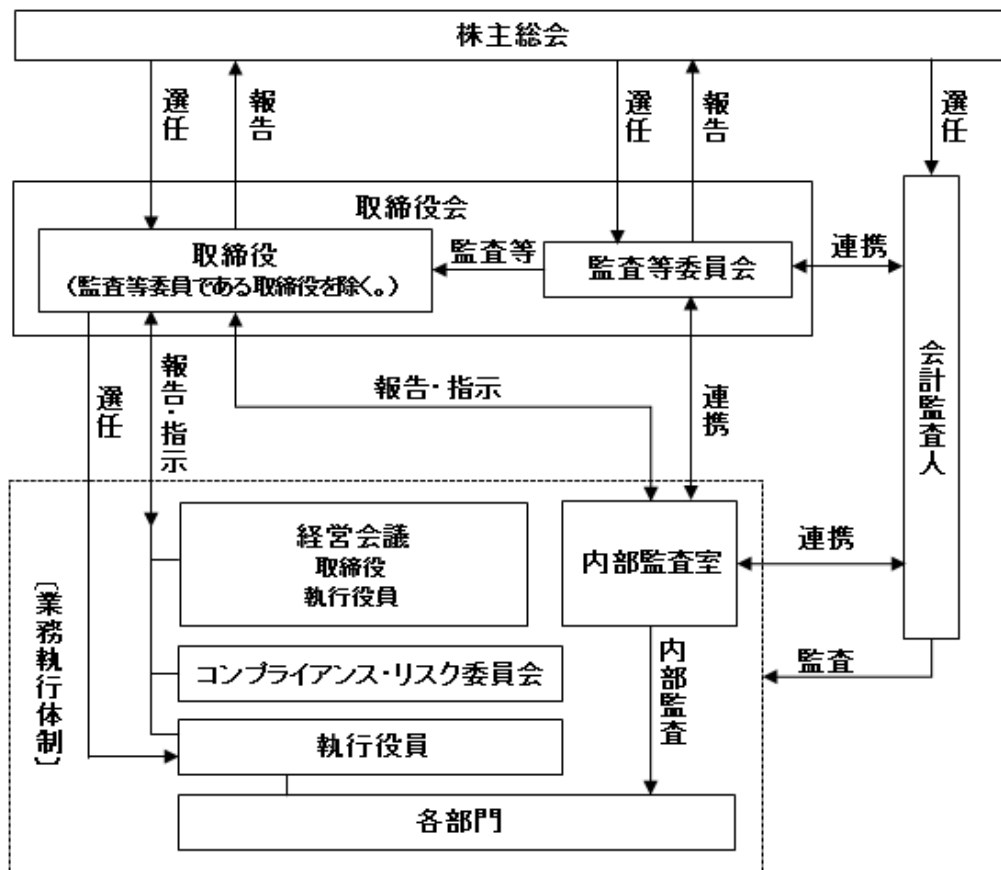 株主総会
選任
報告
選任
報告
選任
取締役会
取締役
（監査等委員である取締役を除く。）
監査等
監査等委員会
連携
会計監査人
選任
報告・指示
報告・指示
連携
〔業務執行体制〕
経営会議
取締役
執行役員
内部監査室
連携
コンプライアンス・リスク委員会
内部監査
監査
執行役員
各部門